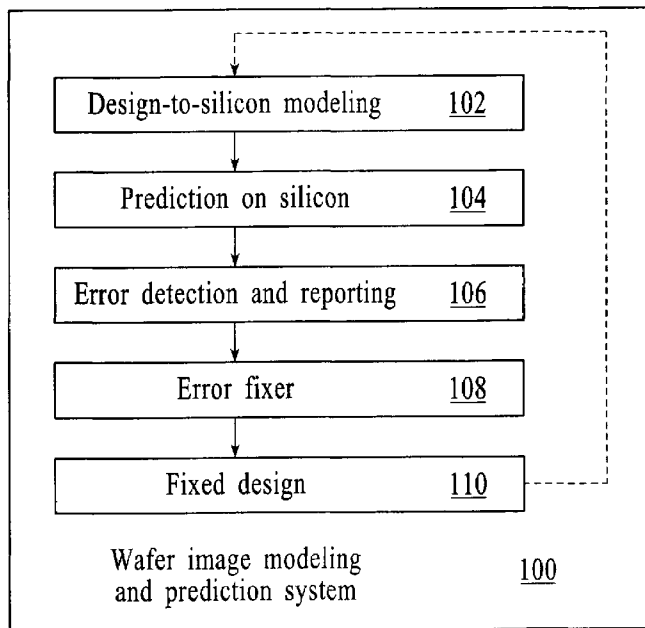 Design-to-silicon modeling 102
Prediction on silicon 104
Error detection and reporting 106
Error fixer 108
Fixed design 110
Wafer image modeling
and prediction system 100